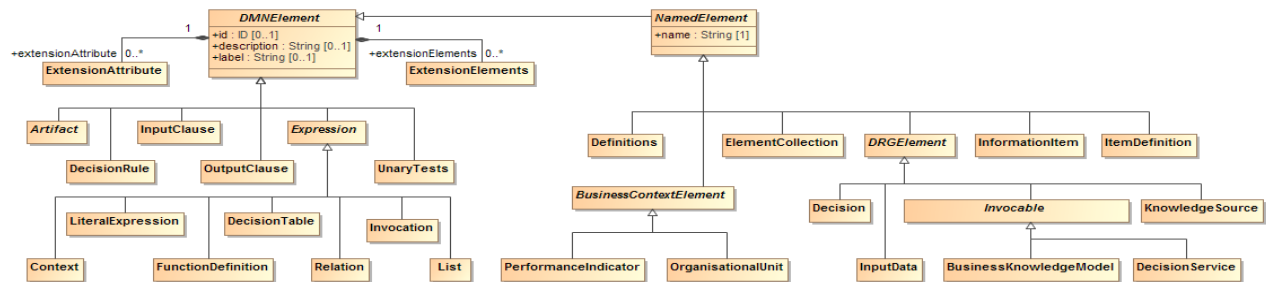 DMNElement
+id : ID [0..1]
+description : String [0..1]
+label : String [0..1]
NamedElement
+name : String [1]
1
+extensionAttribute 0..*
ExtensionAttribute
1
+extensionElements 0..*
ExtensionElements
Artifact
InputClause
Expression
DecisionRule
OutputClause
UnaryTests
LiteralExpression
DecisionTable
Invocation
Context
FunctionDefinition
Relation
List
Definitions
ElementCollection
DRGElement
InformationItem
ItemDefinition
BusinessContextElement
PerformanceIndicator
OrganisationalUnit
Decision
Invocable
KnowledgeSource
InputData
BusinessKnowledgeModel
DecisionService